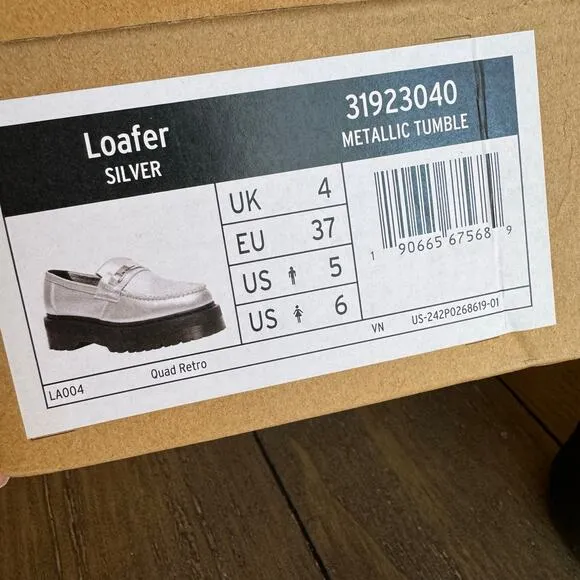 Loafer
SILVER
31923040
METALLIC TUMBLE
UK 4
EU 37
US 5
US 6
1 90665 67568 9
LA004
Quad Retro
VN
US-242P0268619-01